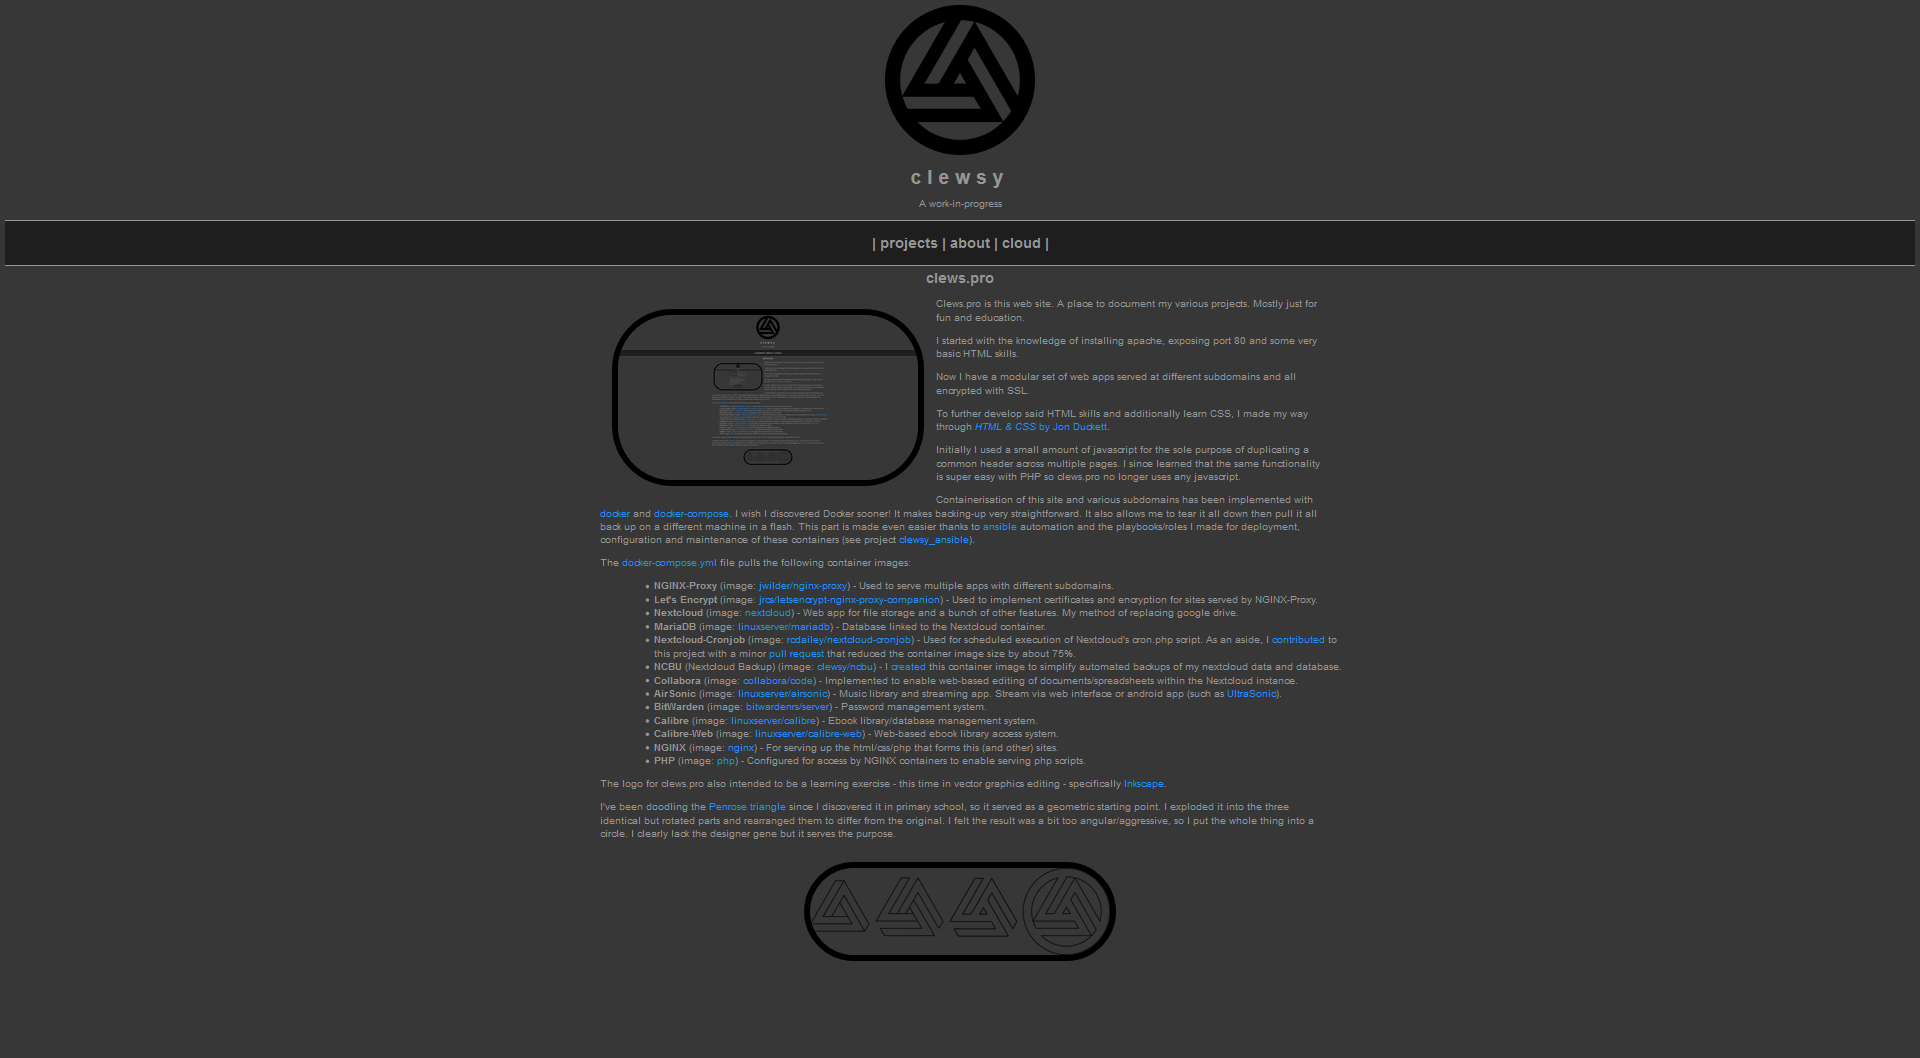 clewsy
A work-in-progress
| projects | about | cloud |
clews.pro
Clews.pro is this web site. A place to document my various projects. Mostly just for
fun and education.
I started with the knowledge of installing apache, exposing port 80 and some very
basic HTML skills.
Now I have a modular set of web apps served at different subdomains and all
encrypted with SSL.
To further develop said HTML skills and additionally learn CSS, I made my way
through HTML & CSS by Jon Duckett.
Initially I used a small amount of javascript for the sole purpose of duplicating a
common header across multiple pages. I since learned that the same functionality
is super easy with PHP so clews.pro no longer uses any javascript.
Containerisation of this site and various subdomains has been implemented with
docker and docker-compose. I wish I discovered Docker sooner! It makes backing-up very straightforward. It also allows me to tear it all down then pull it all
back up on a different machine in a flash. This part is made even easier thanks to ansible automation and the playbooks/roles I made for deployment,
configuration and maintenance of these containers (see project clewsy_ansible).
The docker-compose.yml file pulls the following container images:
• NGINX-Proxy (image: jwilder/nginx-proxy) - Used to serve multiple apps with different subdomains.
• Let's Encrypt (image: jrcs/letsencrypt-nginx-proxy-companion) - Used to implement certificates and encryption for sites served by NGINX-Proxy.
• Nextcloud (image: nextcloud) - Web app for file storage and a bunch of other features. My method of replacing google drive.
• MariaDB (image: linuxserver/mariadb) - Database linked to the Nextcloud container.
• Nextcloud-Cronjob (image: rcdailey/nextcloud-cronjob) - Used for scheduled execution of Nextcloud's cron.php script. As an aside, I contributed to
this project with a minor pull request that reduced the container image size by about 75%.
• NCBU (Nextcloud Backup) (image: clewsy/ncbu) - I created this container image to simplify automated backups of my nextcloud data and database.
• Collabora (image: collabora/code) - Implemented to enable web-based editing of documents/spreadsheets within the Nextcloud instance.
• AirSonic (image: linuxserver/airsonic) - Music library and streaming app. Stream via web interface or android app (such as UltraSonic).
• BitWarden (image: bitwardenrs/server) - Password management system.
• Calibre (image: linuxserver/calibre) - Ebook library/database management system.
• Calibre-Web (image: linuxserver/calibre-web) - Web-based ebook library access system.
• NGINX (image: nginx) - For serving up the html/css/php that forms this (and other) sites.
• PHP (image: php) - Configured for access by NGINX containers to enable serving php scripts.
The logo for clews.pro also intended to be a learning exercise - this time in vector graphics editing - specifically Inkscape.
I've been doodling the Penrose triangle since I discovered it in primary school, so it served as a geometric starting point. I exploded it into the three
identical but rotated parts and rearranged them to differ from the original. I felt the result was a bit too angular/aggressive, so I put the whole thing into a
circle. I clearly lack the designer gene but it serves the purpose.